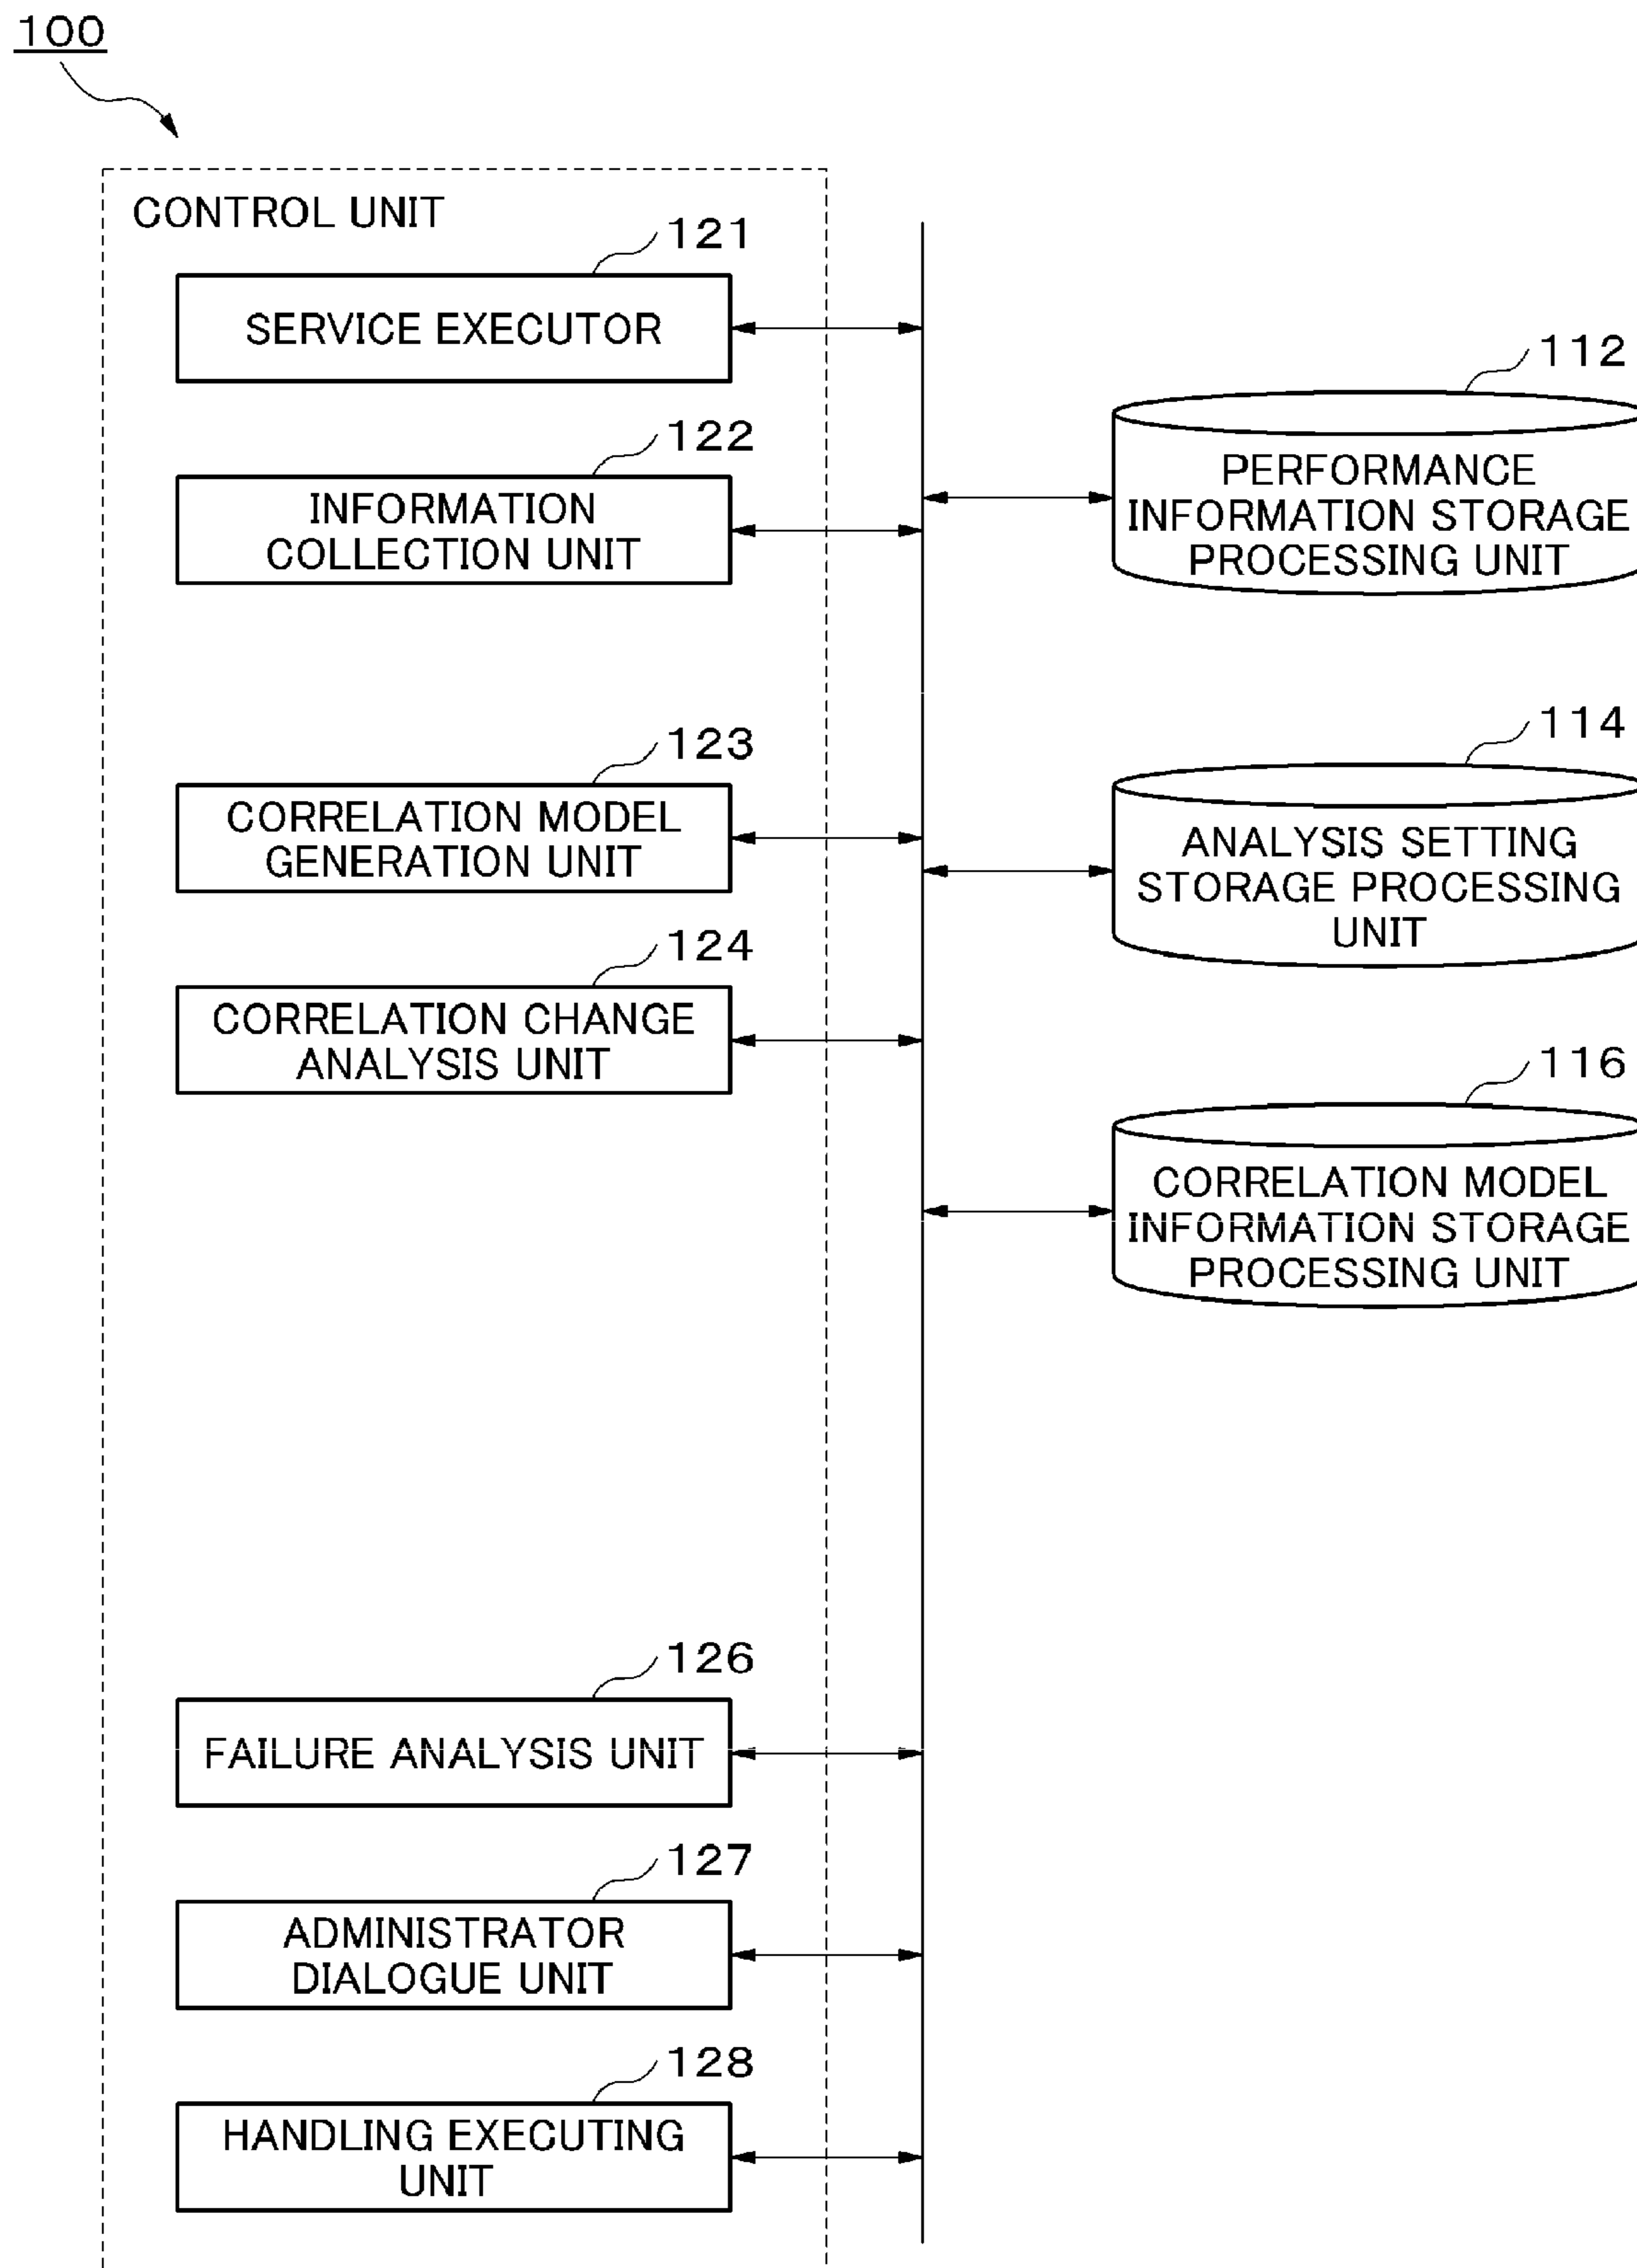 100
CONTROL UNIT
121
SERVICE EXECUTOR
122
INFORMATION
COLLECTION UNIT
123
CORRELATION MODEL
GENERATION UNIT
124
CORRELATION CHANGE
ANALYSIS UNIT
126
FAILURE ANALYSIS UNIT
127
ADMINISTRATOR
DIALOGUE UNIT
128
HANDLING EXECUTING
UNIT
112
PERFORMANCE
INFORMATION STORAGE
PROCESSING UNIT
114
ANALYSIS SETTING
STORAGE PROCESSING
UNIT
116
CORRELATION MODEL
INFORMATION STORAGE
PROCESSING UNIT